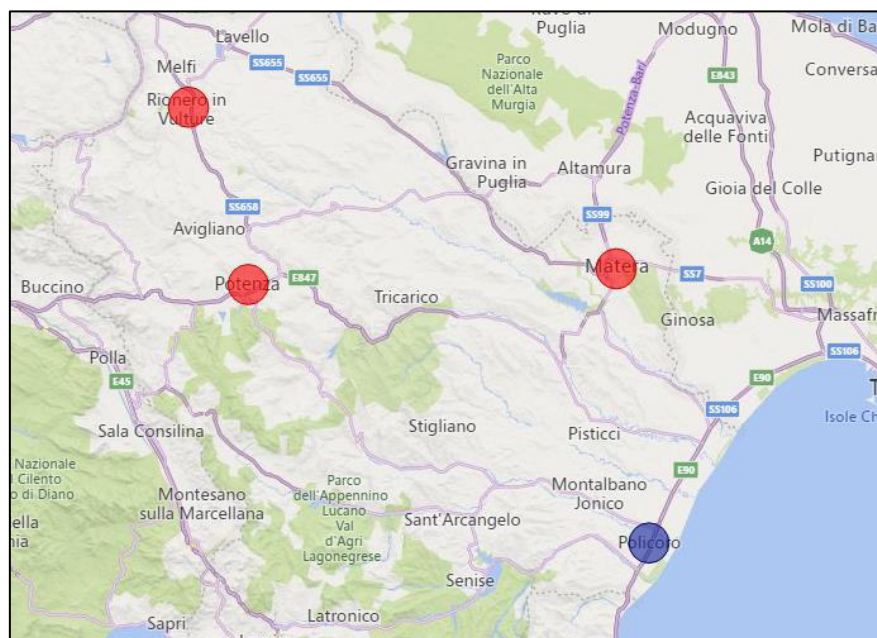 Ruvo di
Puglia
Modugno
Mola di Ba
Lavello
Melfi
SS655
SS655
Parco
Nazionale
dell'Alta
Murgia
E843
Conversa
Rionero in
Vulture
Potenza-Bari
Acquaviva
delle Fonti
Gravina in
Puglia
Altamura
Putignar
Gioia del Colle
SS658
SS99
Avigliano
A14
Matera
SS7
Buccino
Potenza
E847
Tricarico
SS100
Ginosa
Massafr
Polla
E45
E90
SS106
T
SS106
Isole Ch
Sala Consilina
Stigliano
Pisticci
E90
Nazionale
l Cilento
o di Diano
Montesano
sulla Marcellana
Parco
dell'Appennino
Lucano
Val
d'Agri
Lagonegrese
Montalbano
Jonico
Sant'Arcangelo
Policoro
ella
nia
Senise
Latronico
Sapri